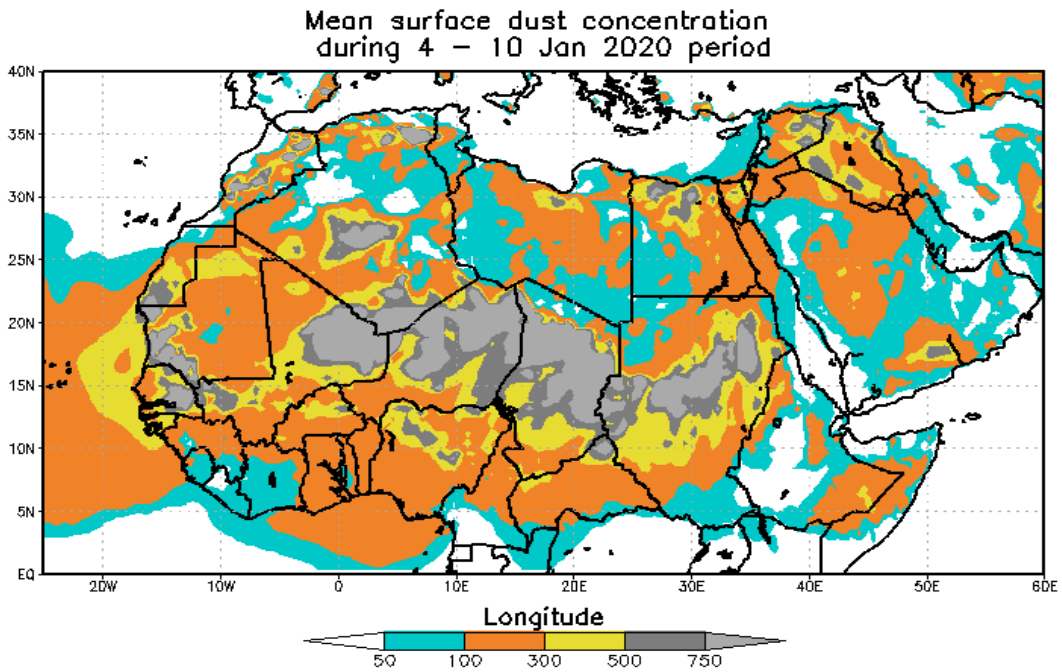 Mean surface dust concentration
during 4 – 10 Jan 2020 period
40N
35N
30N
25N
20N
15N
10N
5N
EQ
20W 10W 0 10E 20E 30E 40E 50E 60E
Longitude
50 100 300 500 750